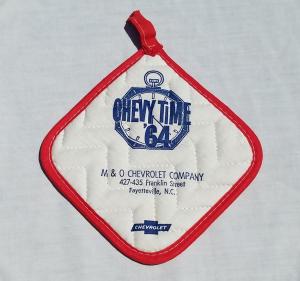 CHEVY TIME
'64
M & O CHEVROLET COMPANY
427-435 Franklin Street
Fayetteville, N.C.
CHEVROLET